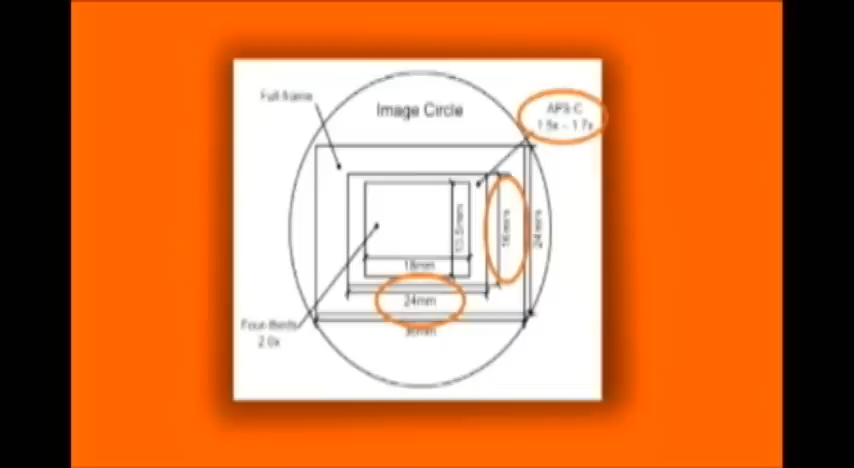 Full frame
Image Circle
APS-C
1.5x - 1.7x
13.5mm
16mm
24mm
18mm
24mm
Four-thirds
2.0x
36mm